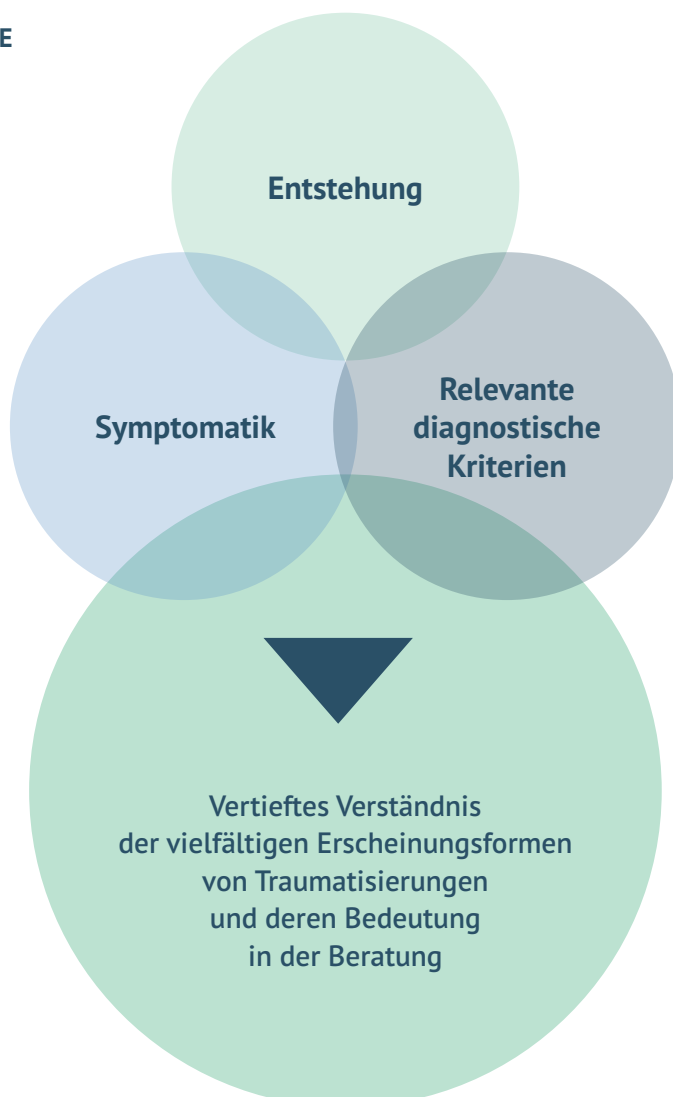 E
Entstehung
Symptomatik
Relevante
diagnostische
Kriterien
Vertieftes Verständnis
der vielfältigen Erscheinungsformen
von Traumatisierungen
und deren Bedeutung
in der Beratung